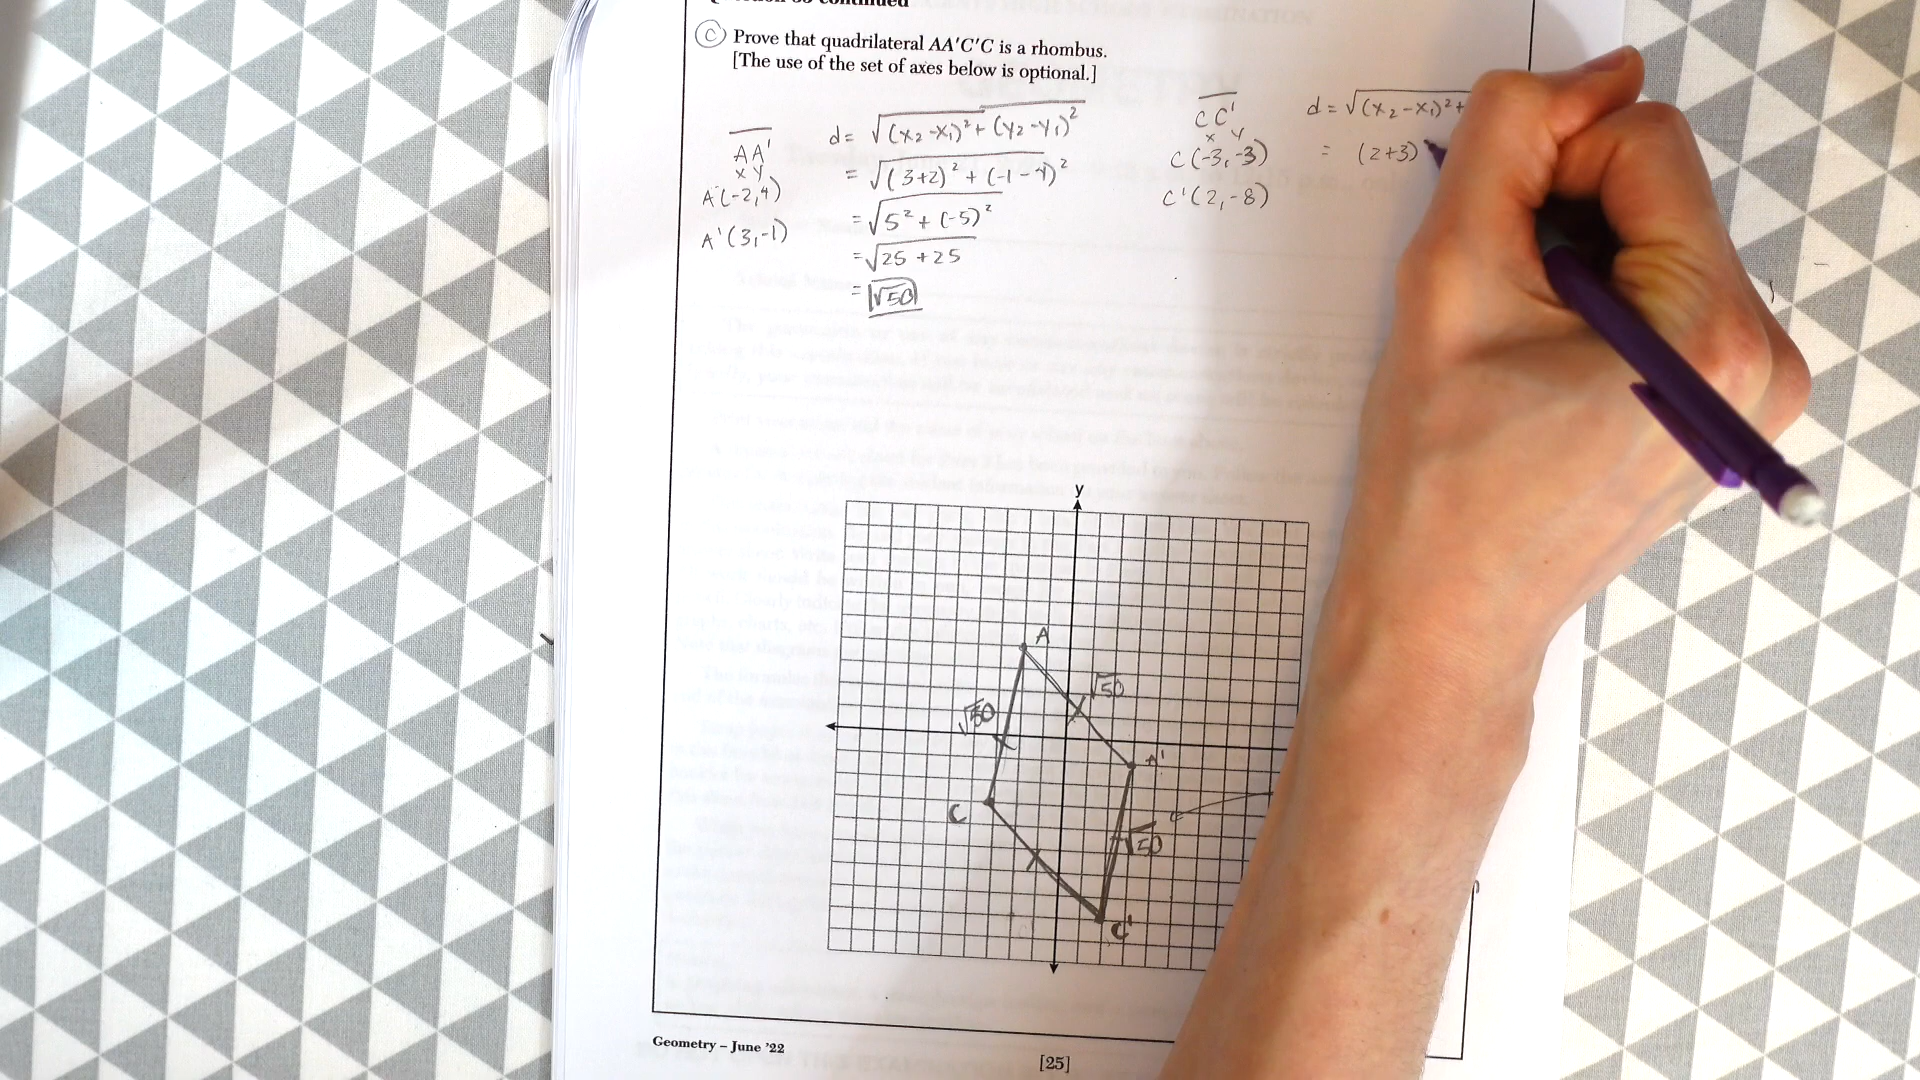 continued
C Prove that quadrilateral AA′C′C is a rhombus.
[The use of the set of axes below is optional.]
AA'
x y
A(-2,4)
A'(3,-1)
d= √(x₂-x₁)²+(y₂-y₁)²
= √(3+2)²+(-1-4)²
=√5²+(-5)²
=√25+25
= √50
CC'
x y
C(-3,-3)
C'(2,-8)
d=√(x₂-x₁)²+
= (2+3)
y
A
√50
√50
A'
C
√50
C'
Geometry – June ’22
[25]